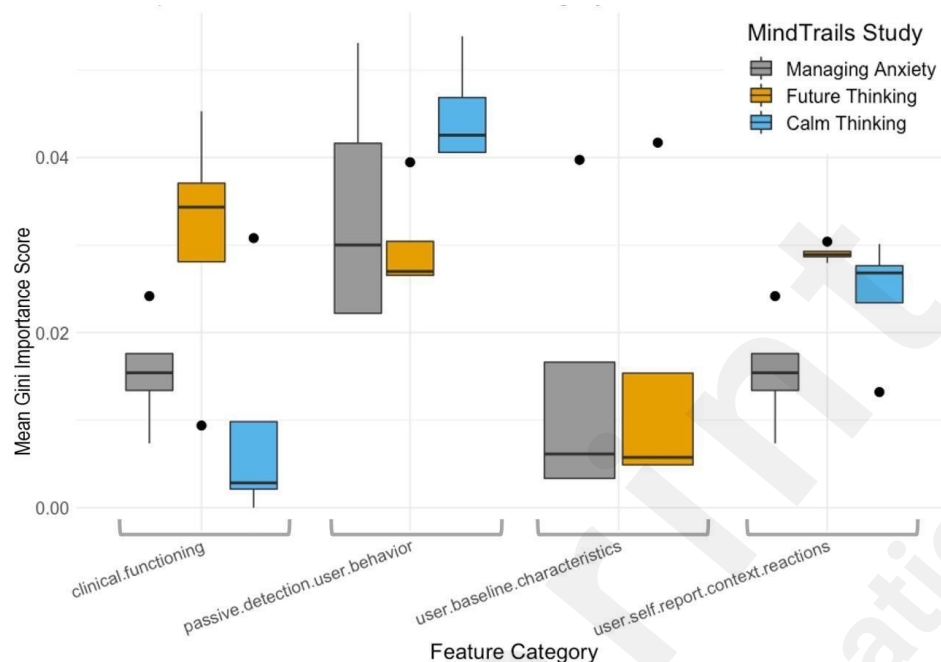 MindTrails Study
Managing Anxiety
Future Thinking
Calm Thinking
Mean Gini Importance Score
0.04
0.02
0.00
clinical.functioning
passive.detection.user.behavior
user.baseline.characteristics
user.self.report.context.reactions
Feature Category